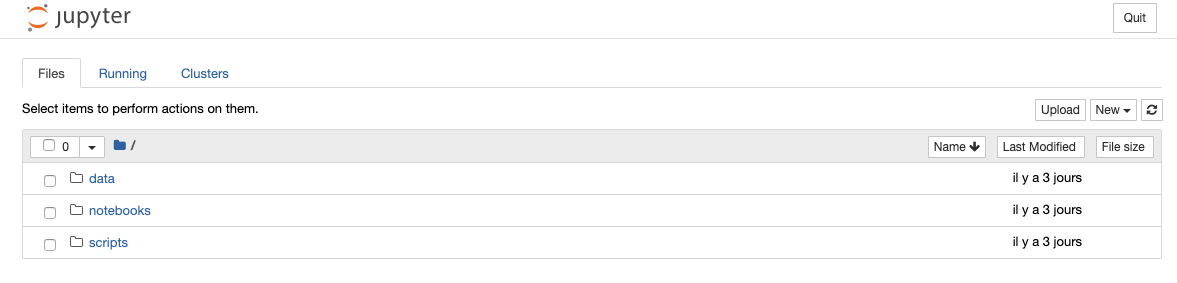 jupyter
Quit
Files Running Clusters
Select items to perform actions on them.
Upload New
0 / Name Last Modified File size
data il y a 3 jours
notebooks il y a 3 jours
scripts il y a 3 jours